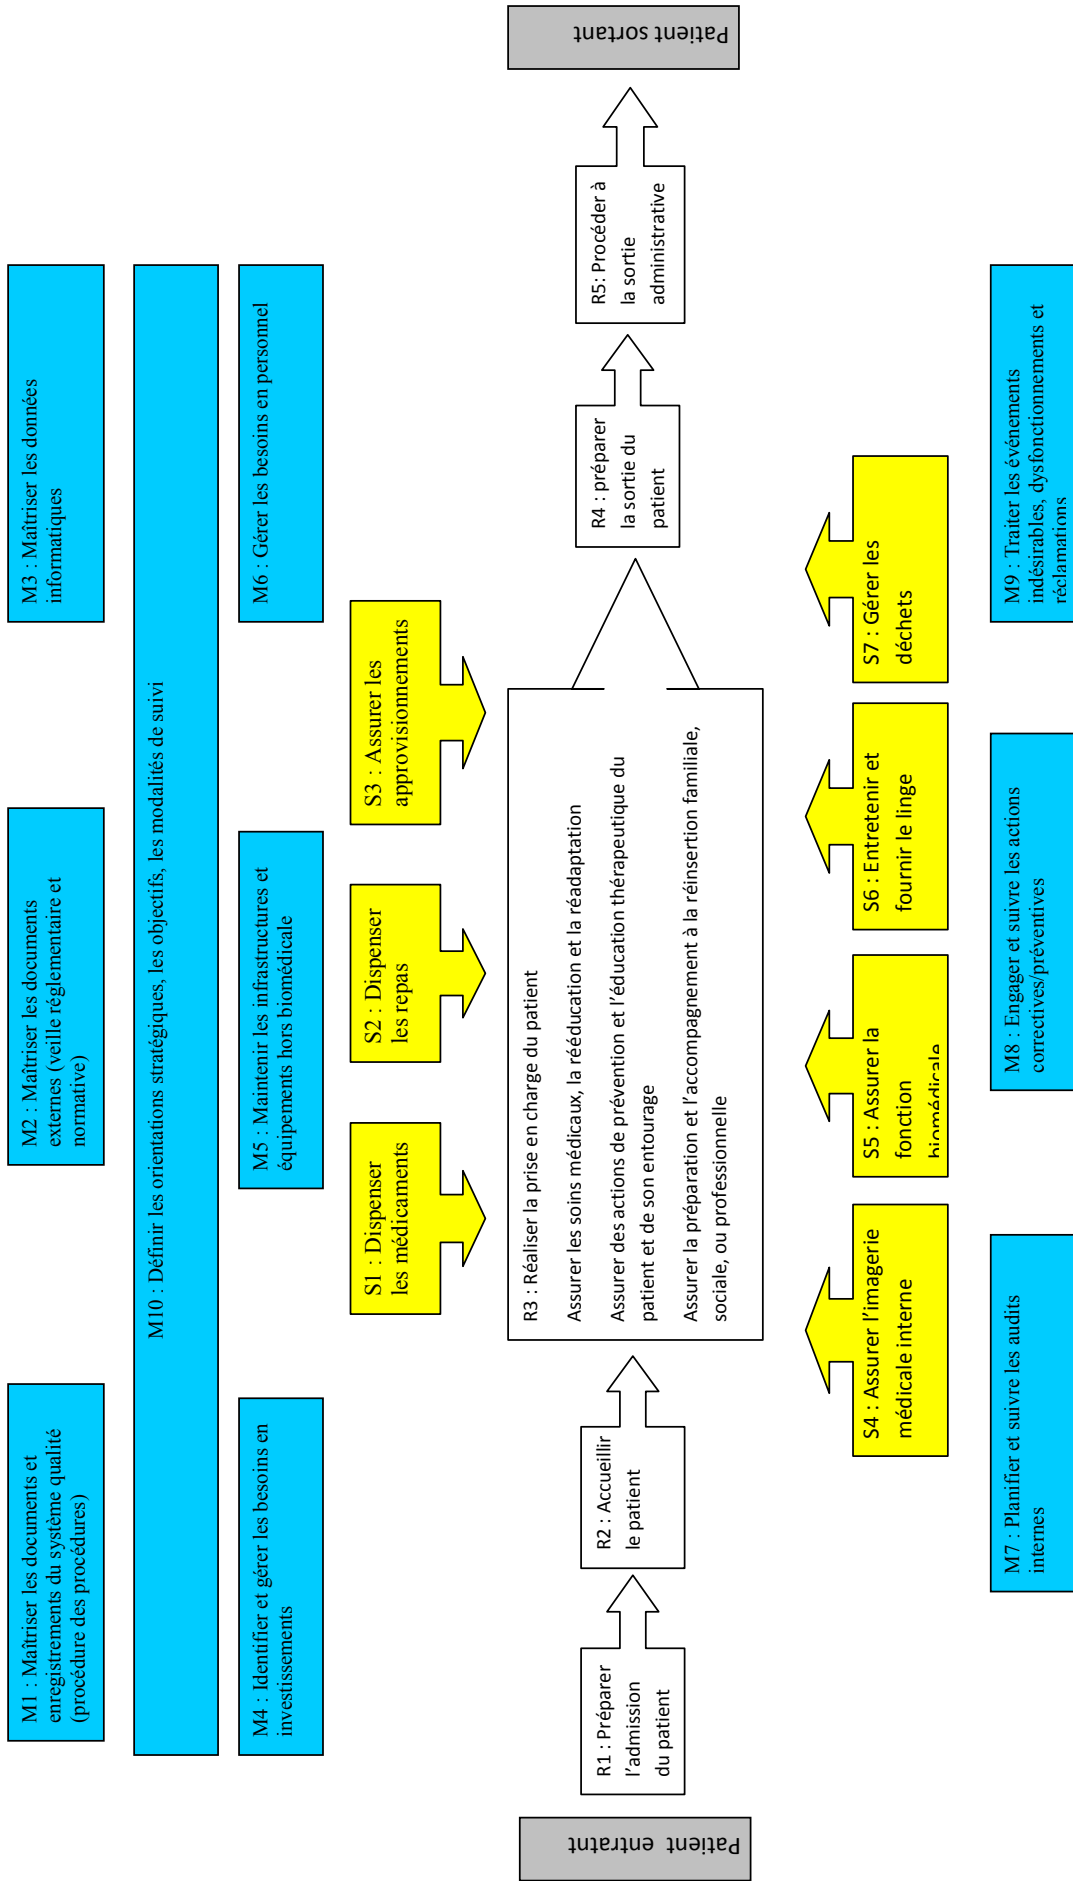 M1 : Maîtriser les documents et
enregistrements du système qualité
(procédure des procédures)
M2 : Maîtriser les documents
externes (veille réglementaire et
normative)
M3 : Maîtriser les données
informatiques
M10 : Définir les orientations stratégiques, les objectifs, les modalités de suivi
M4 : Identifier et gérer les besoins en
investissements
M5 : Maintenir les infrastructures et
équipements hors biomédicale
M6 : Gérer les besoins en personnel
S1 : Dispenser
les médicaments
S2 : Dispenser
les repas
S3 : Assurer les
approvisionnements
Patient entratnt
R1 : Préparer
l’admission
du patient
R2 : Accueillir
le patient
R3 : Réaliser la prise en charge du patient
Assurer les soins médicaux, la rééducation et la réadaption
Assurer des actions de prévention et l’éducation thérapeutique du
patient et de son entourage
Assurer la préparation et l’accompagnement à la réinsertion familiale,
sociale, ou professionnelle
R4 : préparer
la sortie du
patient
R5: Procéder à
la sortie
administrative
Patient sortant
S4 : Assurer l’imagerie
médicale interne
S5 : Assurer la
fonction
biomédicale
S6 : Entretenir et
fournir le linge
S7 : Gérer les
déchets
M7 : Planifier et suivre les audits
internes
M8 : Engager et suivre les actions
correctives/préventives
M9 : Traiter les événements
indésirables, dysfonctionnements et
réclamations